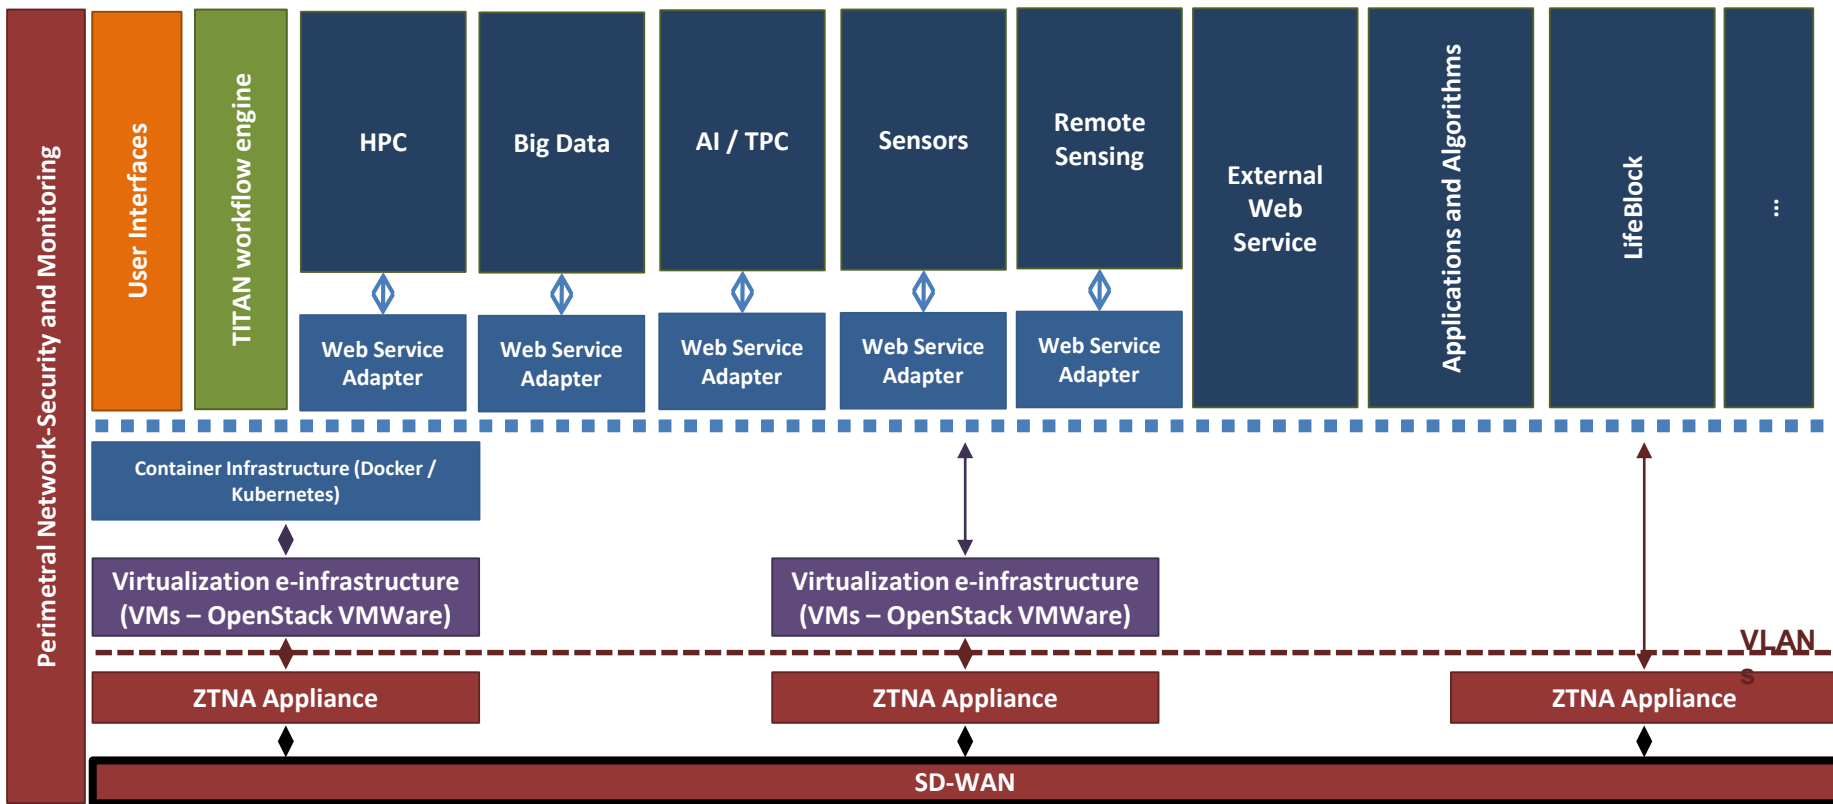 Perimetral Network-Security and Monitoring
User Interfaces
TITAN workflow engine
HPC
Big Data
AI / TPC
Sensors
Remote
Sensing
External
Web
Service
Applications and Algorithms
LifeBlock
...
Web Service
Adapter
Web Service
Adapter
Web Service
Adapter
Web Service
Adapter
Web Service
Adapter
Container Infrastructure (Docker /
Kubernetes)
Virtualization e-infrastructure
(VMs – OpenStack VMWare)
Virtualization e-infrastructure
(VMs – OpenStack VMWare)
VLAN
s
ZTNA Appliance
ZTNA Appliance
ZTNA Appliance
SD-WAN